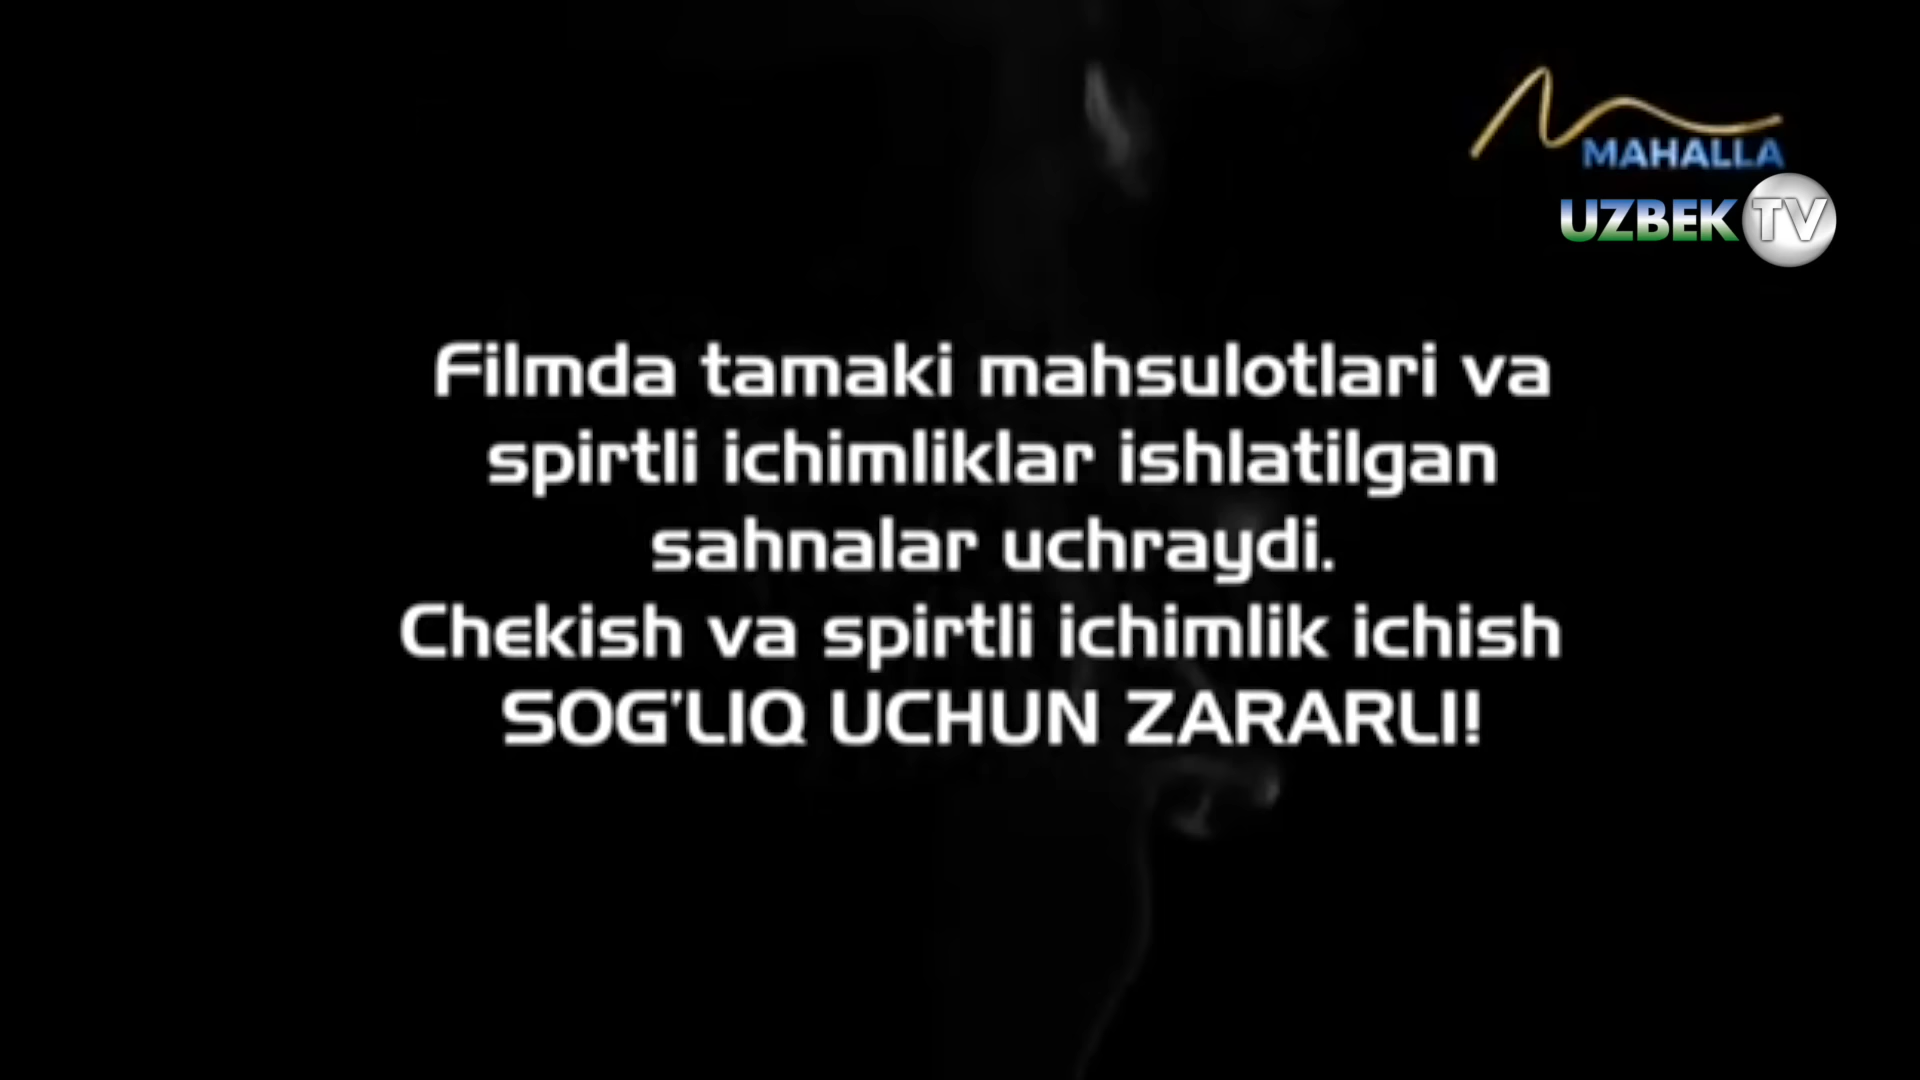 MAHALLA
UZBEK TV
Filmda tamaki mahsulotlari va
spirtli ichimliklar ishlatilgan
sahnalar uchraydi.
Chekish va spirtli ichimlik ichish
SOG'LIQ UCHUN ZARARLI!